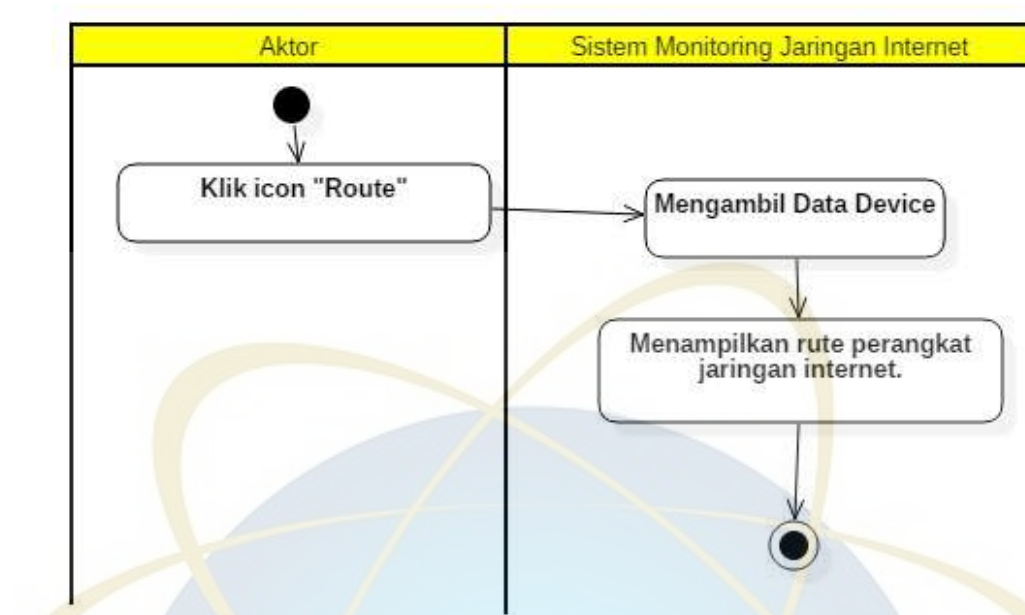 Aktor
Sistem Monitoring Jaringan Internet
Klik icon "Route"
Mengambil Data Device
Menampilkan rute perangkat
jaringan internet.